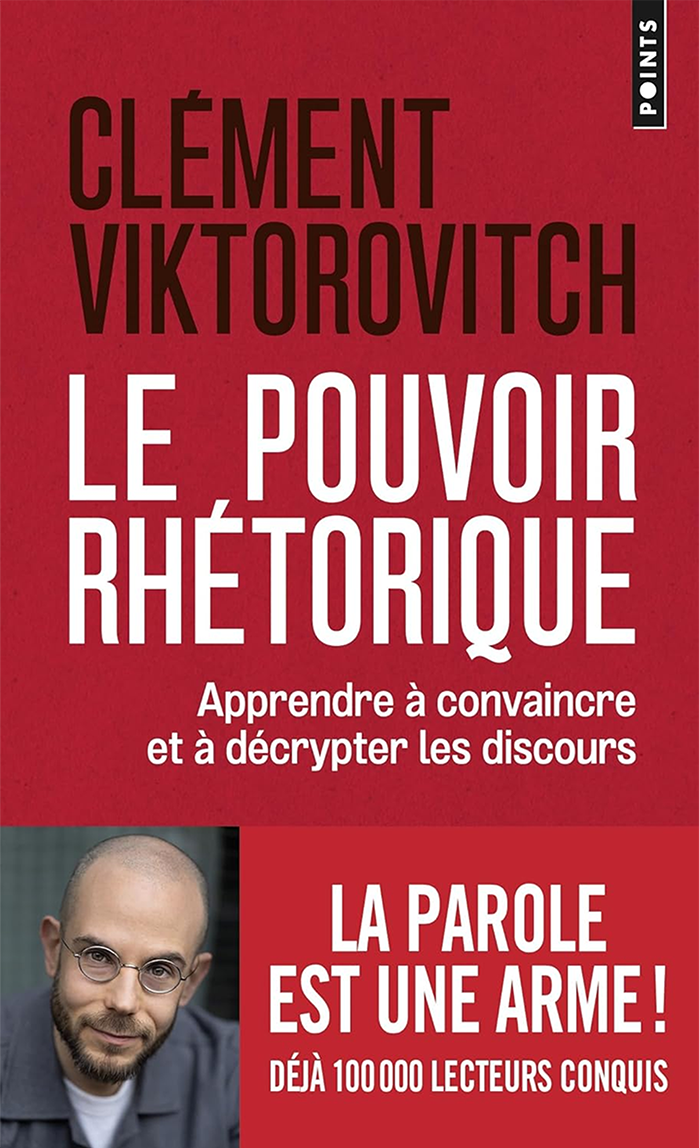 POINTS
CLÉMENT
VIKTOROVITCH
LE POUVOIR
RHÉTORIQUE
Apprendre à convaincre
et à décrypter les discours
LA PAROLE
EST UNE ARME !
DÉJÀ 100 000 LECTEURS CONQUIS